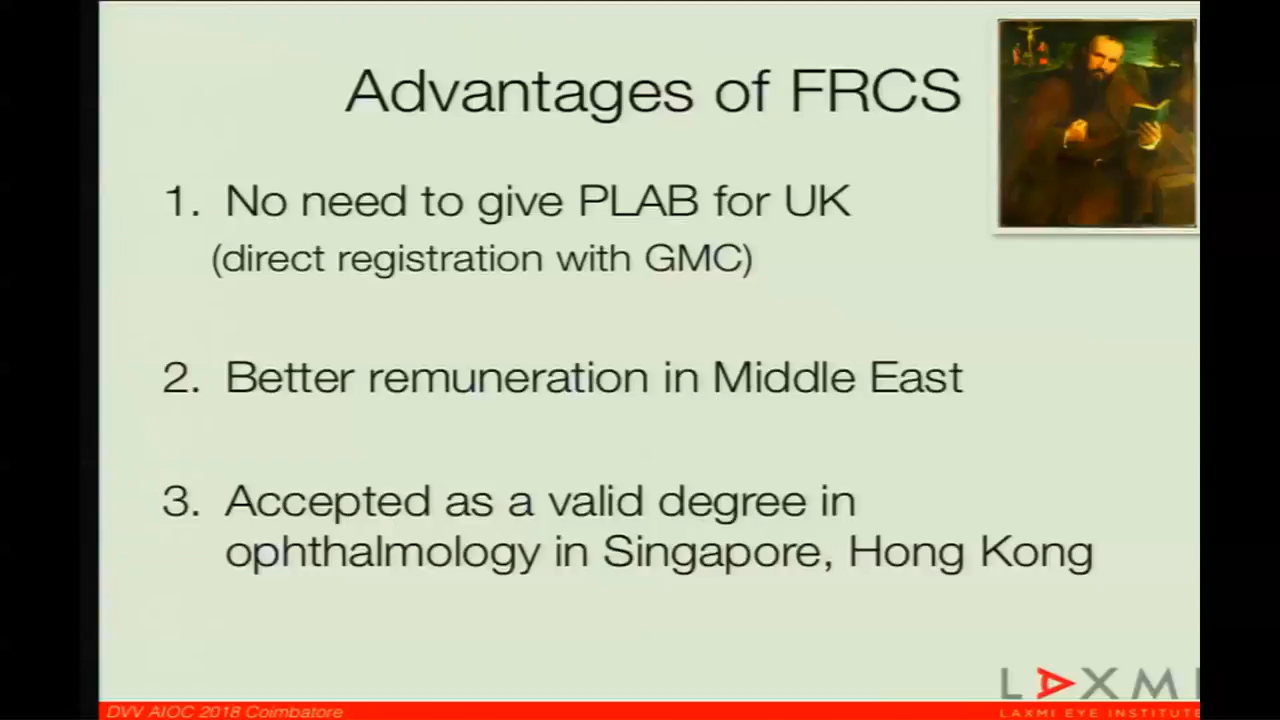 Advantages of FRCS
1. No need to give PLAB for UK
(direct registration with GMC)
2. Better remuneration in Middle East
3. Accepted as a valid degree in
ophthalmology in Singapore, Hong Kong
LAXMI
LAXMI EYE INSTITUTE
DVV AIOC 2018 Coimbatore